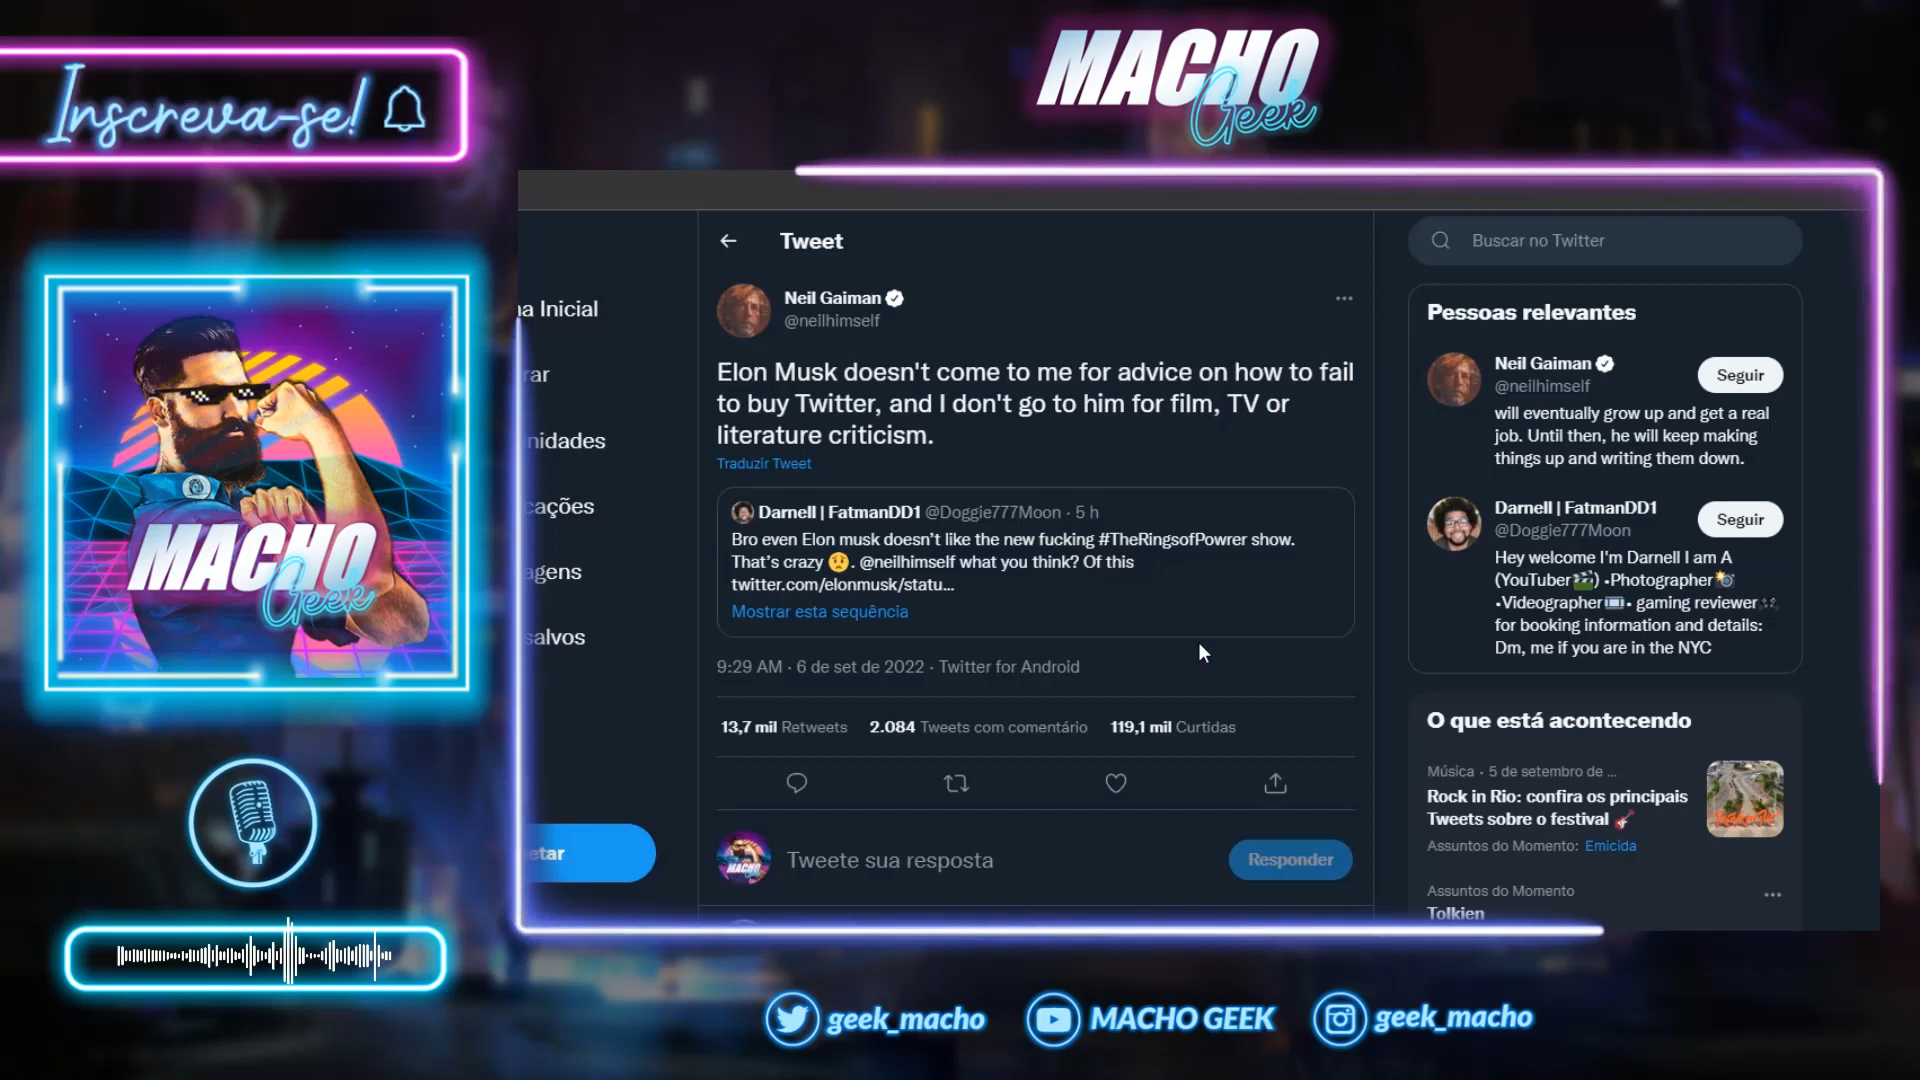 Inscreva-se!
MACHO
Geek
MACHO
Geek
a Inicial
rar
nidades
cações
agens
salvos
etar
Tweet
Neil Gaiman
@neilhimself
Elon Musk doesn't come to me for advice on how to fail
to buy Twitter, and I don't go to him for film, TV or
literature criticism.
Traduzir Tweet
Darnell | FatmanDD1 @Doggie777Moon · 5 h
Bro even Elon musk doesn't like the new fucking #TheRingsofPowrer show.
That's crazy 😟. @neilhimself what you think? Of this
twitter.com/elonmusk/statu...
Mostrar esta sequência
9:29 AM · 6 de set de 2022 · Twitter for Android
13,7 mil Retweets 2.084 Tweets com comentário 119,1 mil Curtidas
MACHO
Tweete sua resposta
Responder
Buscar no Twitter
Pessoas relevantes
Neil Gaiman
@neilhimself
Seguir
will eventually grow up and get a real
job. Until then, he will keep making
things up and writing them down.
Darnell | FatmanDD1
@Doggie777Moon
Seguir
Hey welcome I'm Darnell I am A
(YouTuber🎬) •Photographer📸
•Videographer🎞️• gaming reviewer🎮
for booking information and details:
Dm, me if you are in the NYC
O que está acontecendo
Música · 5 de setembro de ...
Rock in Rio: confira os principais
Tweets sobre o festival 🎸
Assuntos do Momento: Emicida
Assuntos do Momento
Tolkien
geek_macho
MACHO GEEK
geek_macho